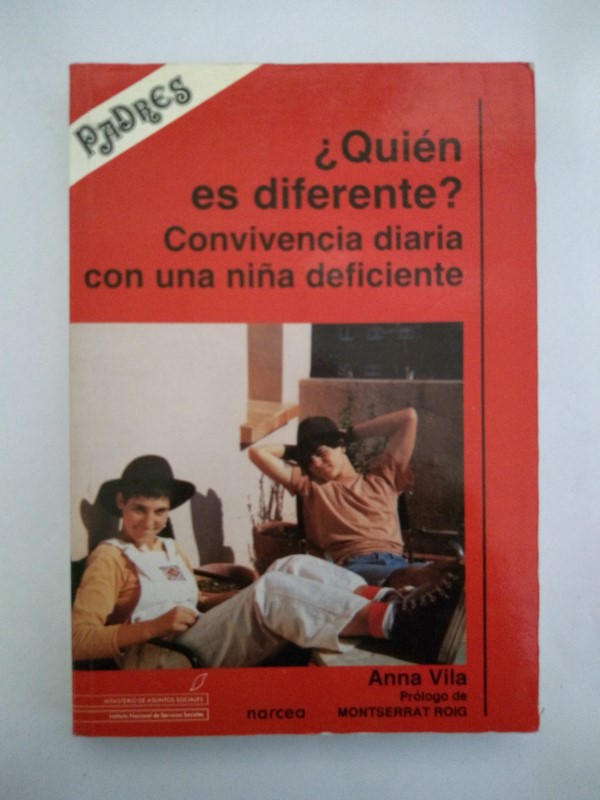 PADRES
¿Quién
es diferente?
Convivencia diaria
con una niña deficiente
Anna Vila
Prólogo de
MONTSERRAT ROIG
MINISTERIO DE ASUNTOS SOCIALES
Instituto Nacional de Servicios Sociales
narcea